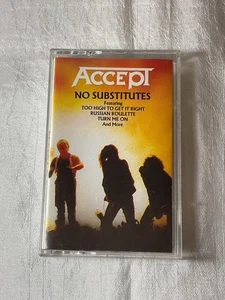 ACCEPT
NO SUBSTITUTES
Featuring
TOO HIGH TO GET IT RIGHT
RUSSIAN ROULETTE
TURN ME ON
And More